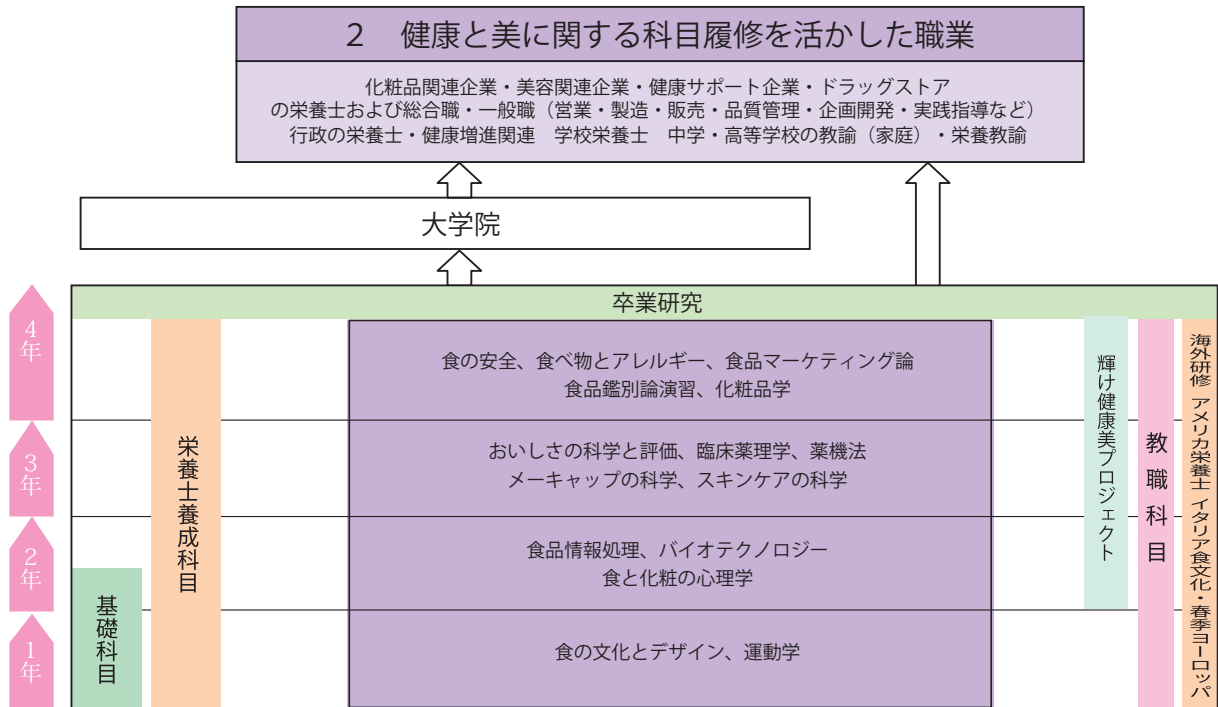 2 健康と美に関する科目履修を活かした職業
化粧品関連企業・美容関連企業・健康サポート企業・ドラッグストア
の栄養士および総合職・一般職（営業・製造・販売・品質管理・企画開発・実践指導など）
行政の栄養士・健康増進関連 学校栄養士 中学・高等学校の教諭（家庭）・栄養教諭
大学院
卒業研究
4年
食の安全、食べ物とアレルギー、食品マーケティング論
食品鑑別論演習、化粧品学
3年
おいしさの科学と評価、臨床薬理学、薬機法
メーキャップの科学、スキンケアの科学
2年
食品情報処理、バイオテクノロジー
食と化粧の心理学
1年
食の文化とデザイン、運動学
基礎科目
栄養士養成科目
輝け健康美プロジェクト
教職科目
海外研修 アメリカ栄養士 イタリア食文化・春季ヨーロッパ